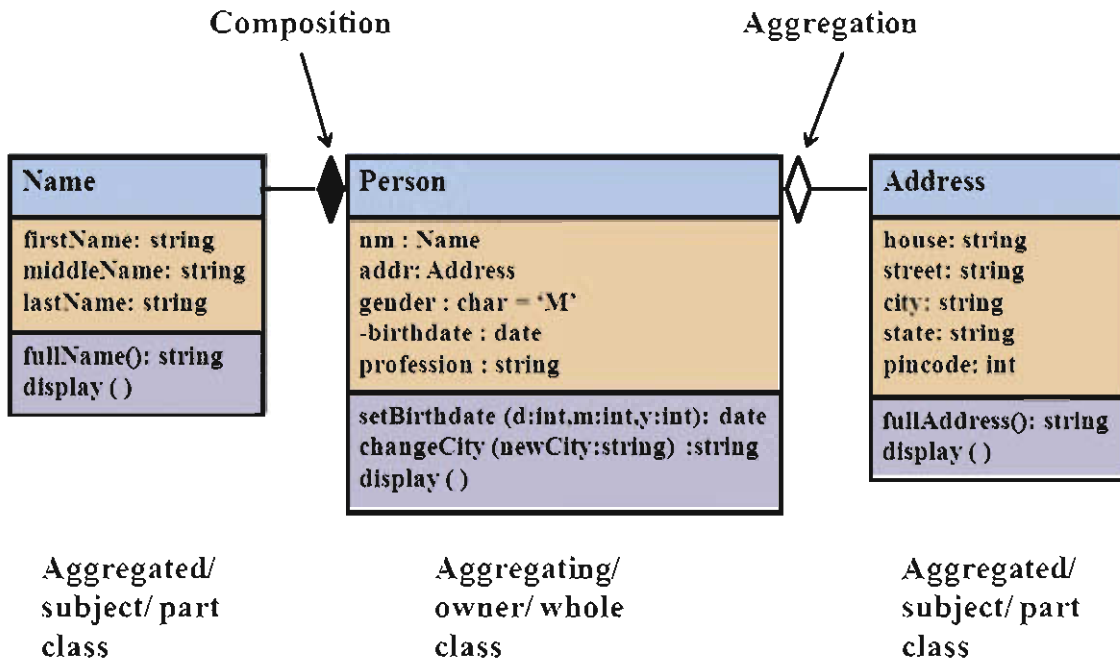 Composition
Aggregation
Name
firstName: string
middleName: string
lastName: string
fullName(): string
display ( )
Person
nm : Name
addr: Address
gender : char = ‘M’
-birthdate : date
profession : string
setBirthdate (d:int,m:int,y:int): date
changeCity (newCity:string) :string
display ( )
Address
house: string
street: string
city: string
state: string
pincode: int
fullAddress(): string
display ( )
Aggregated/
subject/ part
class
Aggregating/
owner/ whole
class
Aggregated/
subject/ part
class